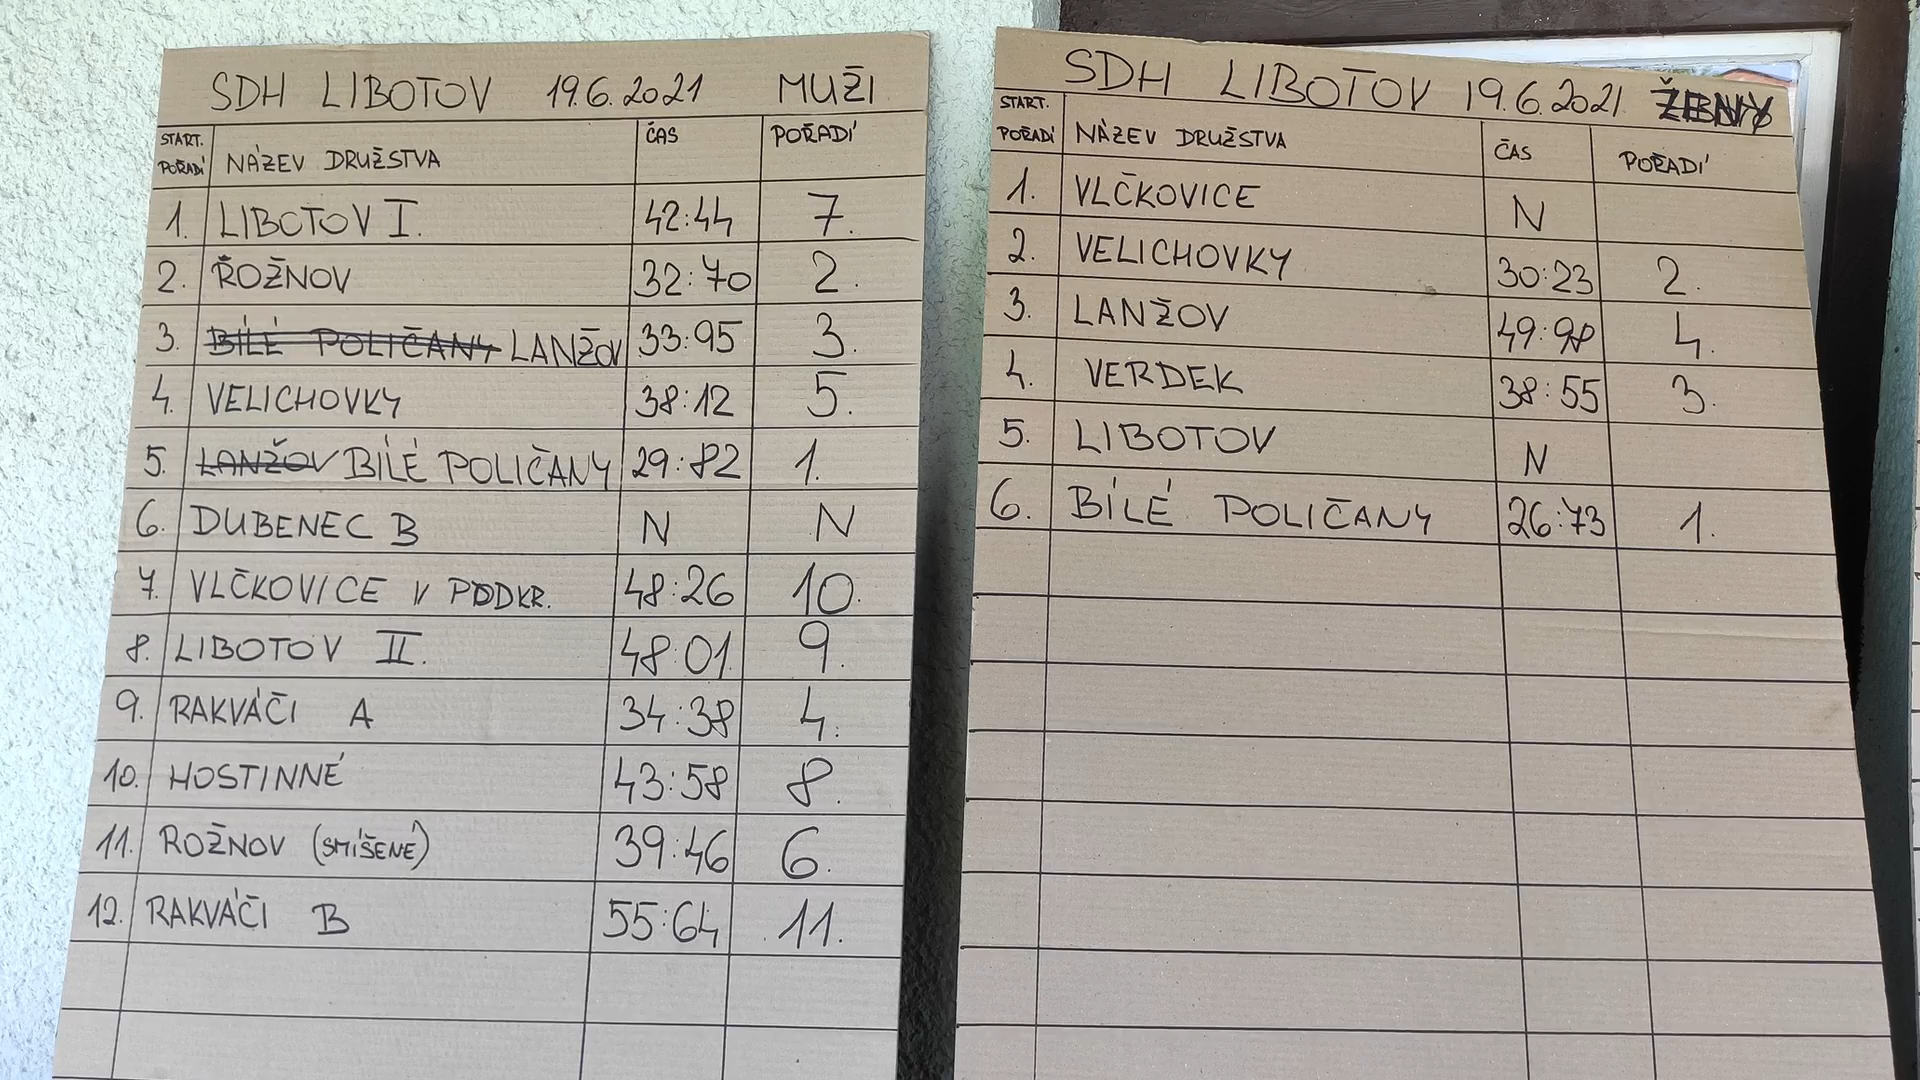 SDH LIBOTOV 19.6.2021 MUŽI
START. POŘADÍ NÁZEV DRUŽSTVA ČAS POŘADÍ
1. LIBOTOV I. 42:44 7.
2. ROŽNOV 32:70 2.
3. BÍLÉ POLIČANY LANŽOV 33:95 3.
4. VELICHOVKY 38:12 5.
5. LANŽOV BÍLÉ POLIČANY 29:82 1.
6. DUBENEC B N N
7. VLČKOVICE V PODKR. 48:26 10.
8. LIBOTOV II. 48:01 9.
9. RAKVÁČI A 34:38 4.
10. HOSTINNÉ 43:58 8.
11. ROŽNOV (SMÍŠENÉ) 39:46 6.
12. RAKVÁČI B 55:64 11.
SDH LIBOTOV 19.6.2021 ŽENY
START. POŘADÍ NÁZEV DRUŽSTVA ČAS POŘADÍ
1. VLČKOVICE N
2. VELICHOVKY 30:23 2.
3. LANŽOV 49:98 4.
4. VERDEK 38:55 3.
5. LIBOTOV N
6. BÍLÉ POLIČANY 26:73 1.